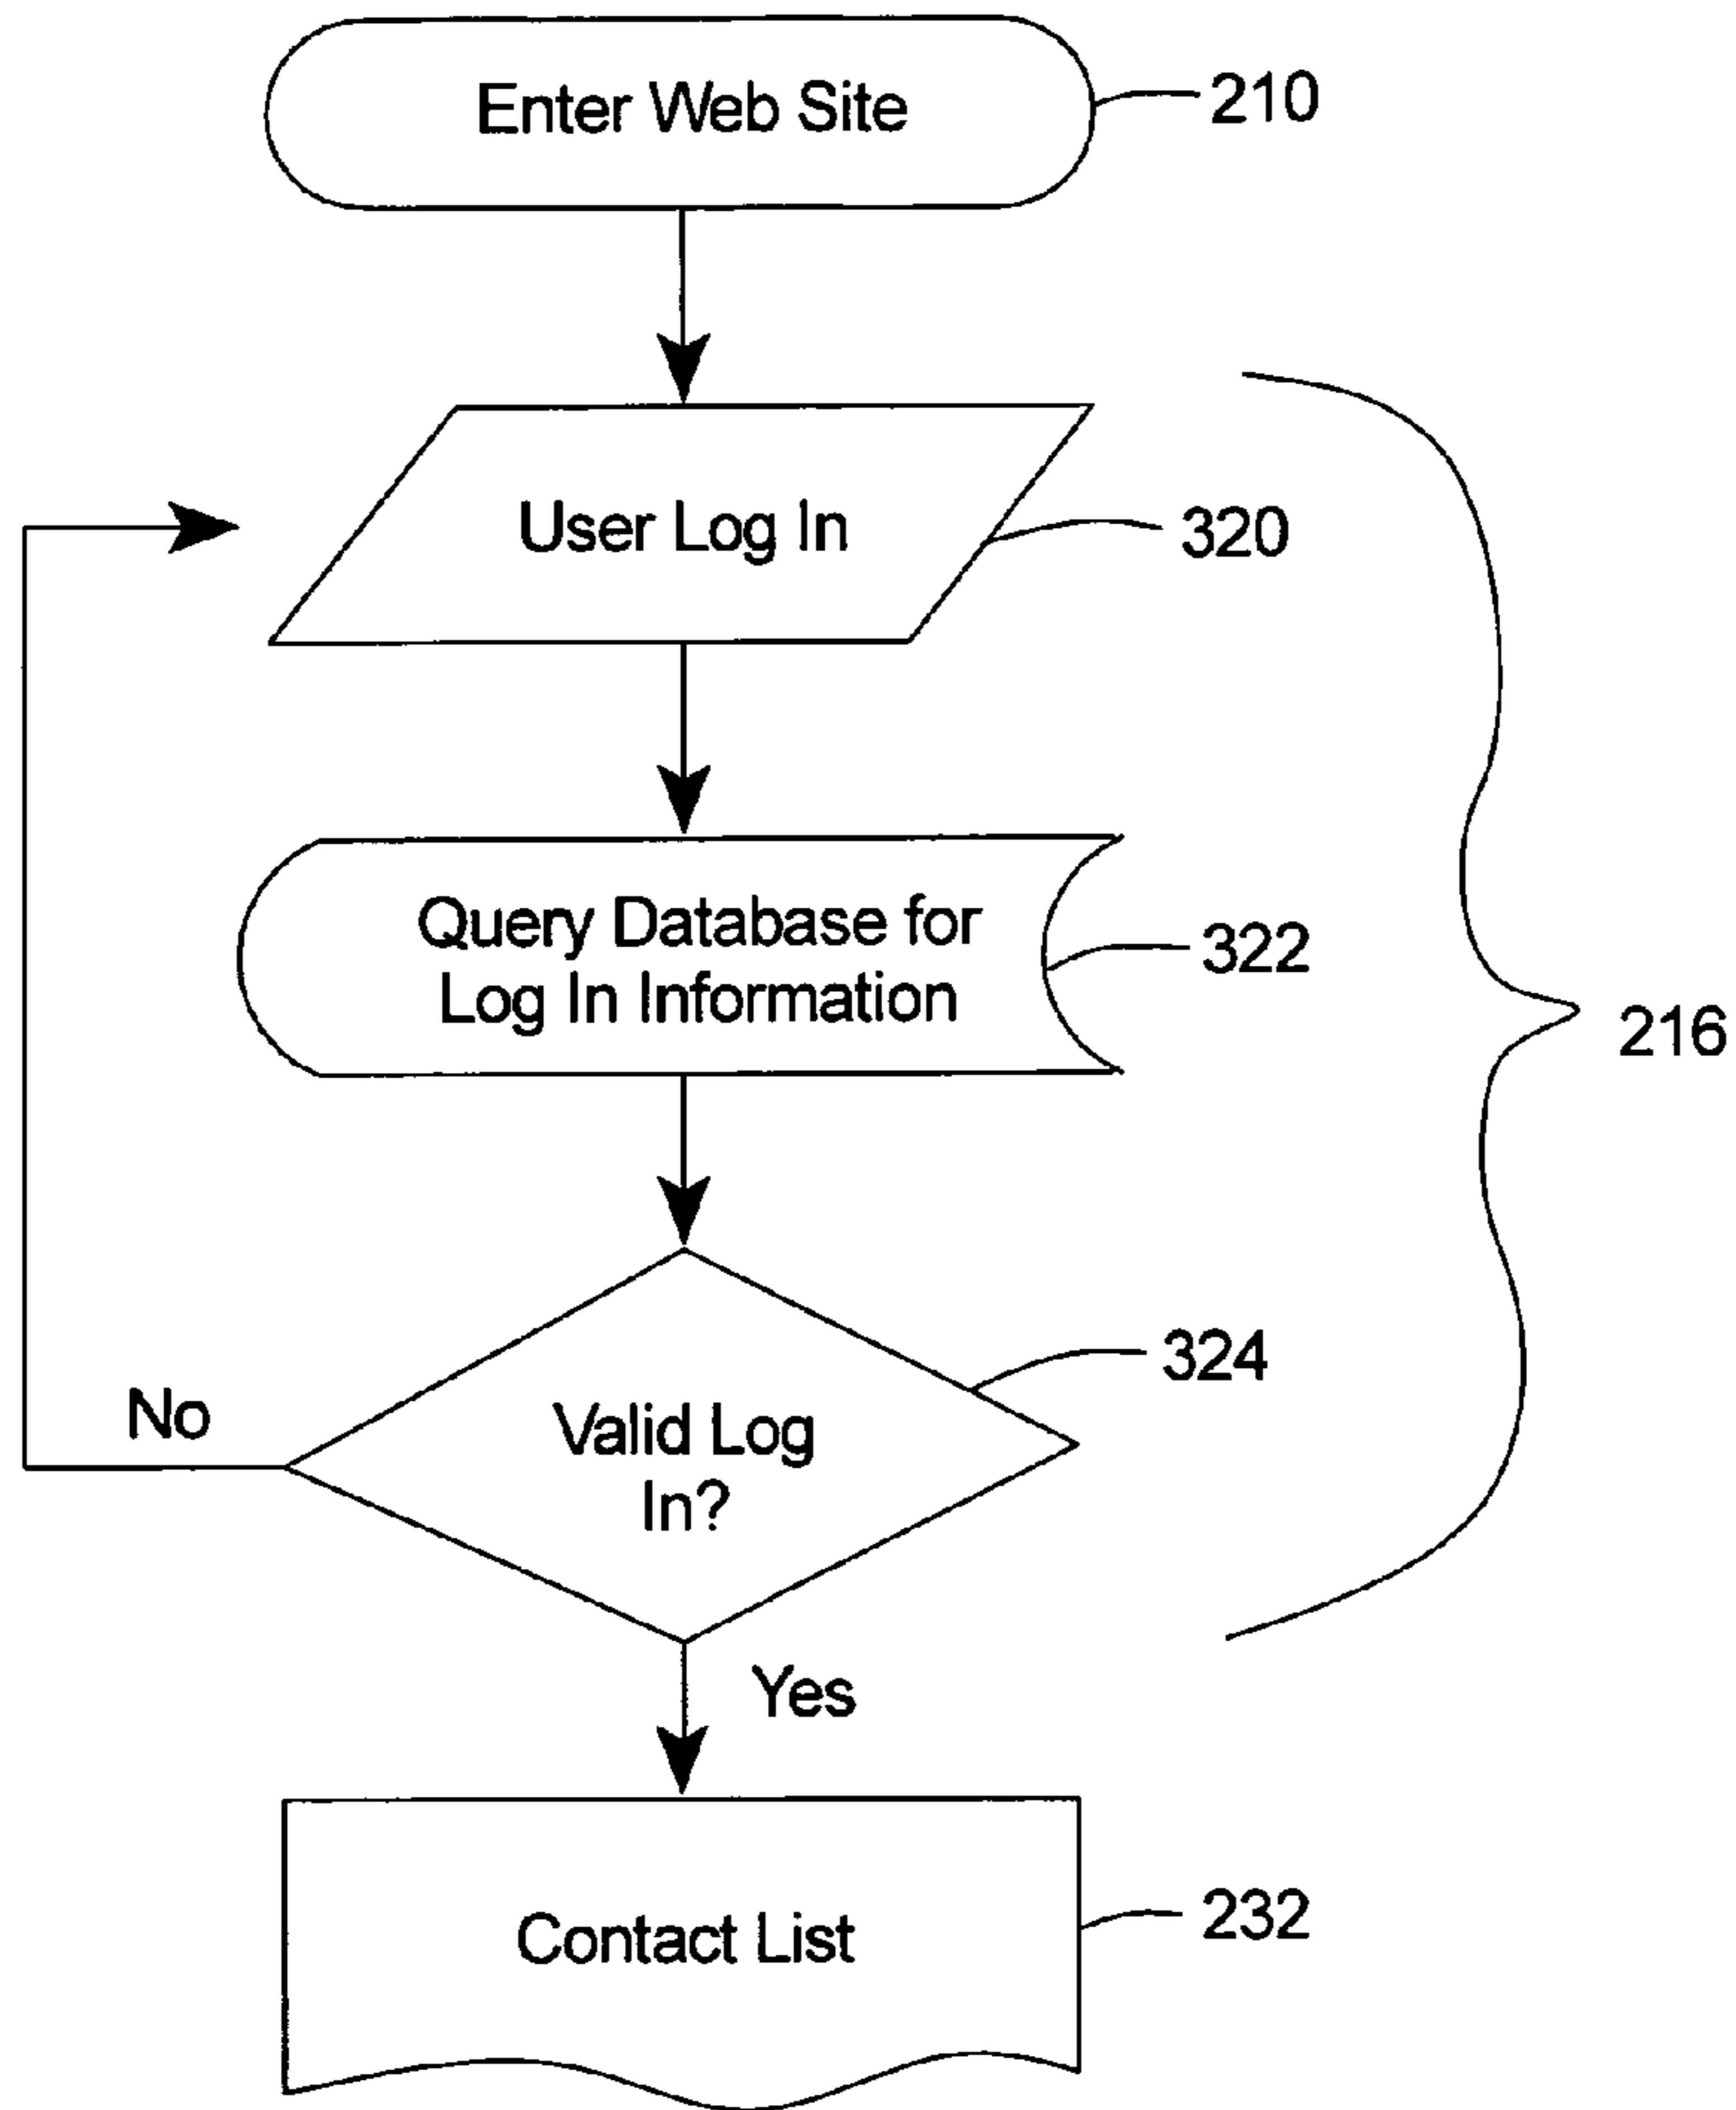 Enter Web Site
210
User Log In
320
Query Database for
Log In Information
322
216
324
Valid Log
In?
No
Yes
Contact List
232